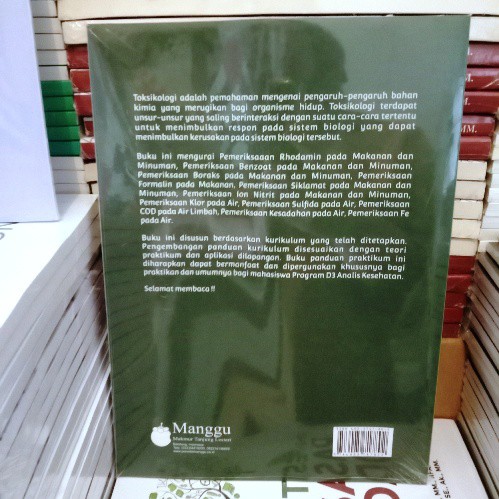 Toksikologi adalah pemahaman mengenai pengaruh-pengaruh bahan
kimia yang merugikan bagi organisme hidup. Toksikologi terdapat
unsur-unsur yang saling berinteraksi dengan suatu cara-cara tertentu
untuk menimbulkan respon pada sistem biologi yang dapat
menimbulkan kerusakan pada sistem biologi tersebut.
Buku ini mengurai Pemeriksaaan Rhodamin pada Makanan dan
Minuman, Pemeriksaan Benzoat pada Makanan dan Minuman,
Pemeriksaan Boraks pada Makanan dan Minuman, Pemeriksaan
Formalin pada Makanan, Pemeriksaan Siklamat pada Makanan dan
Minuman, Pemeriksaan Ion Nitrit pada Makanan dan Minuman,
Pemeriksaan Klor pada Air, Pemeriksaan Sulfida pada Air, Pemeriksaan
COD pada Air Limbah, Pemeriksaan Kesadahan pada Air, Pemeriksaan Fe
pada Air.
Buku ini disusun berdasarkan kurikulum yang telah ditetapkan.
Pengembangan panduan kurikulum disesuaikan dengan teori
praktikum dan aplikasi dilapangan. Buku panduan praktikum ini
diharapkan dapat bermanfaat dan dipergunakan khususnya bagi
praktikan dan umumnya bagi mahasiswa Program D3 Analis Kesehatan.
Selamat membaca !!
Manggu
Makmur Tanjung Lestari